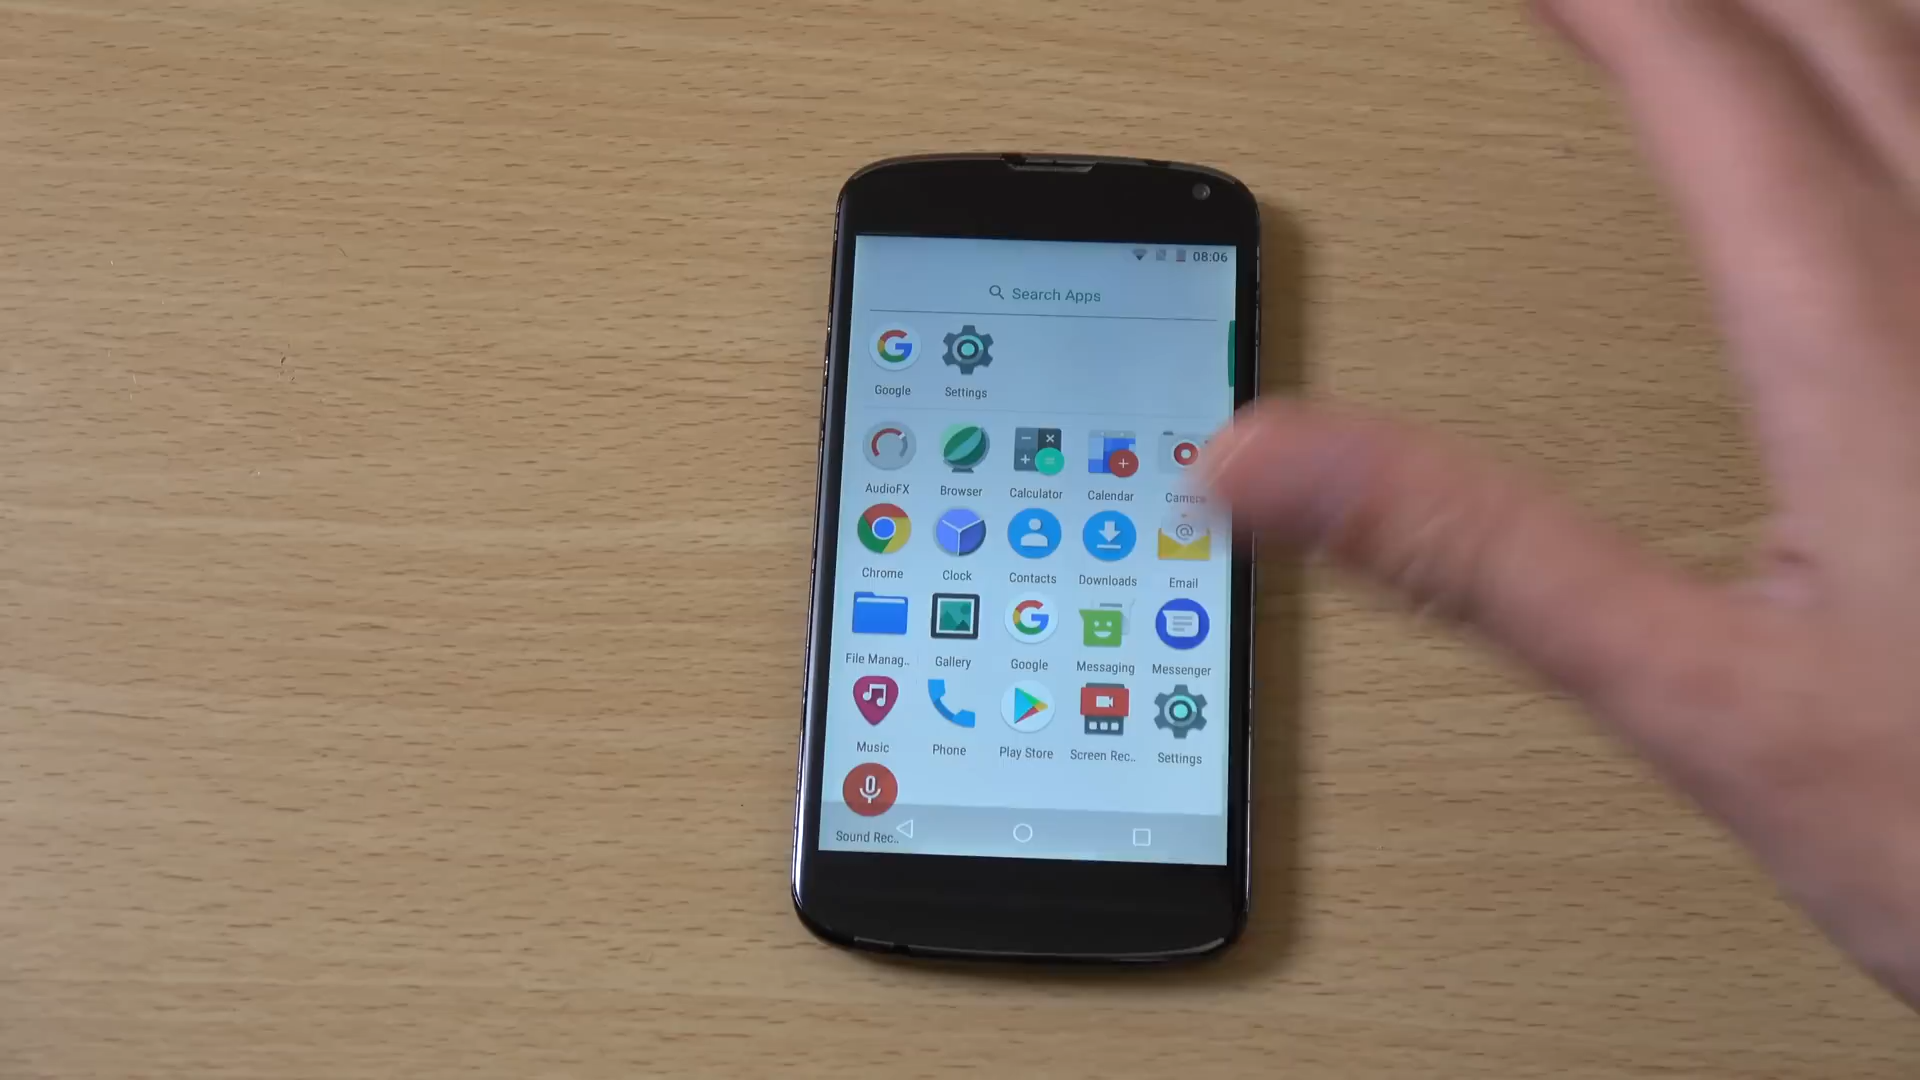 08:06
Search Apps
Google Settings
AudioFX Browser Calculator Calendar Camera
Chrome Clock Contacts Downloads Email
File Manag.. Gallery Google Messaging Messenger
Music Phone Play Store Screen Rec.. Settings
Sound Rec..